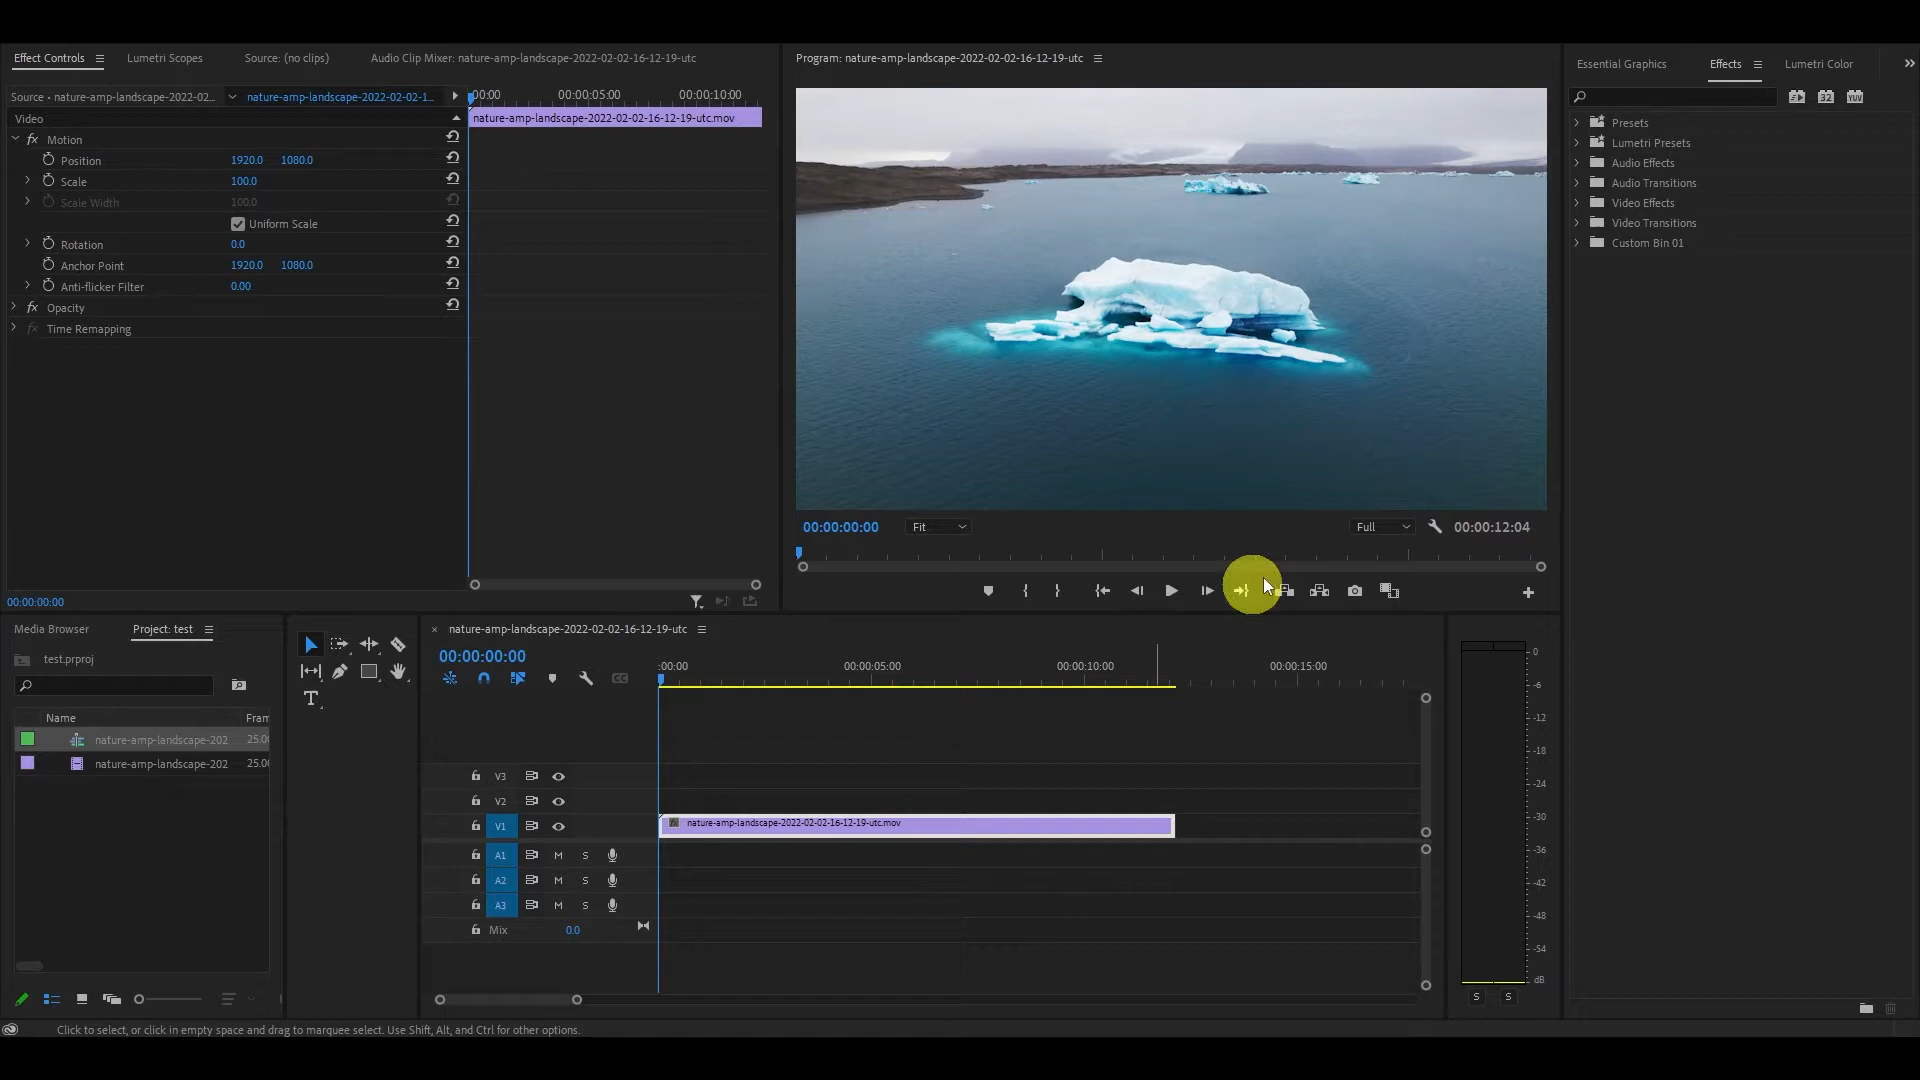 Effect Controls
Lumetri Scopes
Source: (no clips)
Audio Clip Mixer: nature-amp-landscape-2022-02-02-16-12-19-utc
Program: nature-amp-landscape-2022-02-02-16-12-19-utc
Essential Graphics
Effects
Lumetri Color
Source • nature-amp-landscape-2022-02...
nature-amp-landscape-2022-02-02-1...
:00:00
00:00:05:00
00:00:10:00
32
YUV
Video
nature-amp-landscape-2022-02-02-16-12-19-utc.mov
fx Motion
Position 1920.0 1080.0
Scale 100.0
Scale Width 100.0
Uniform Scale
Rotation 0.0
Anchor Point 1920.0 1080.0
Anti-flicker Filter 0.00
fx Opacity
fx Time Remapping
Presets
Lumetri Presets
Audio Effects
Audio Transitions
Video Effects
Video Transitions
Custom Bin 01
00:00:00:00
Fit
Full
00:00:12:04
00:00:00:00
Media Browser
Project: test
test.prproj
Name
Fram
nature-amp-landscape-202 25.00
nature-amp-landscape-202 25.00
T
nature-amp-landscape-2022-02-02-16-12-19-utc
00:00:00:00
:00:00
00:00:05:00
00:00:10:00
00:00:15:00
CC
V3
V2
V1
nature-amp-landscape-2022-02-02-16-12-19-utc.mov
A1 M S
A2 M S
A3 M S
Mix 0.0
0
-6
-12
-18
-24
-30
-36
-42
-48
-54
dB
S S
Click to select, or click in empty space and drag to marquee select. Use Shift, Alt, and Ctrl for other options.